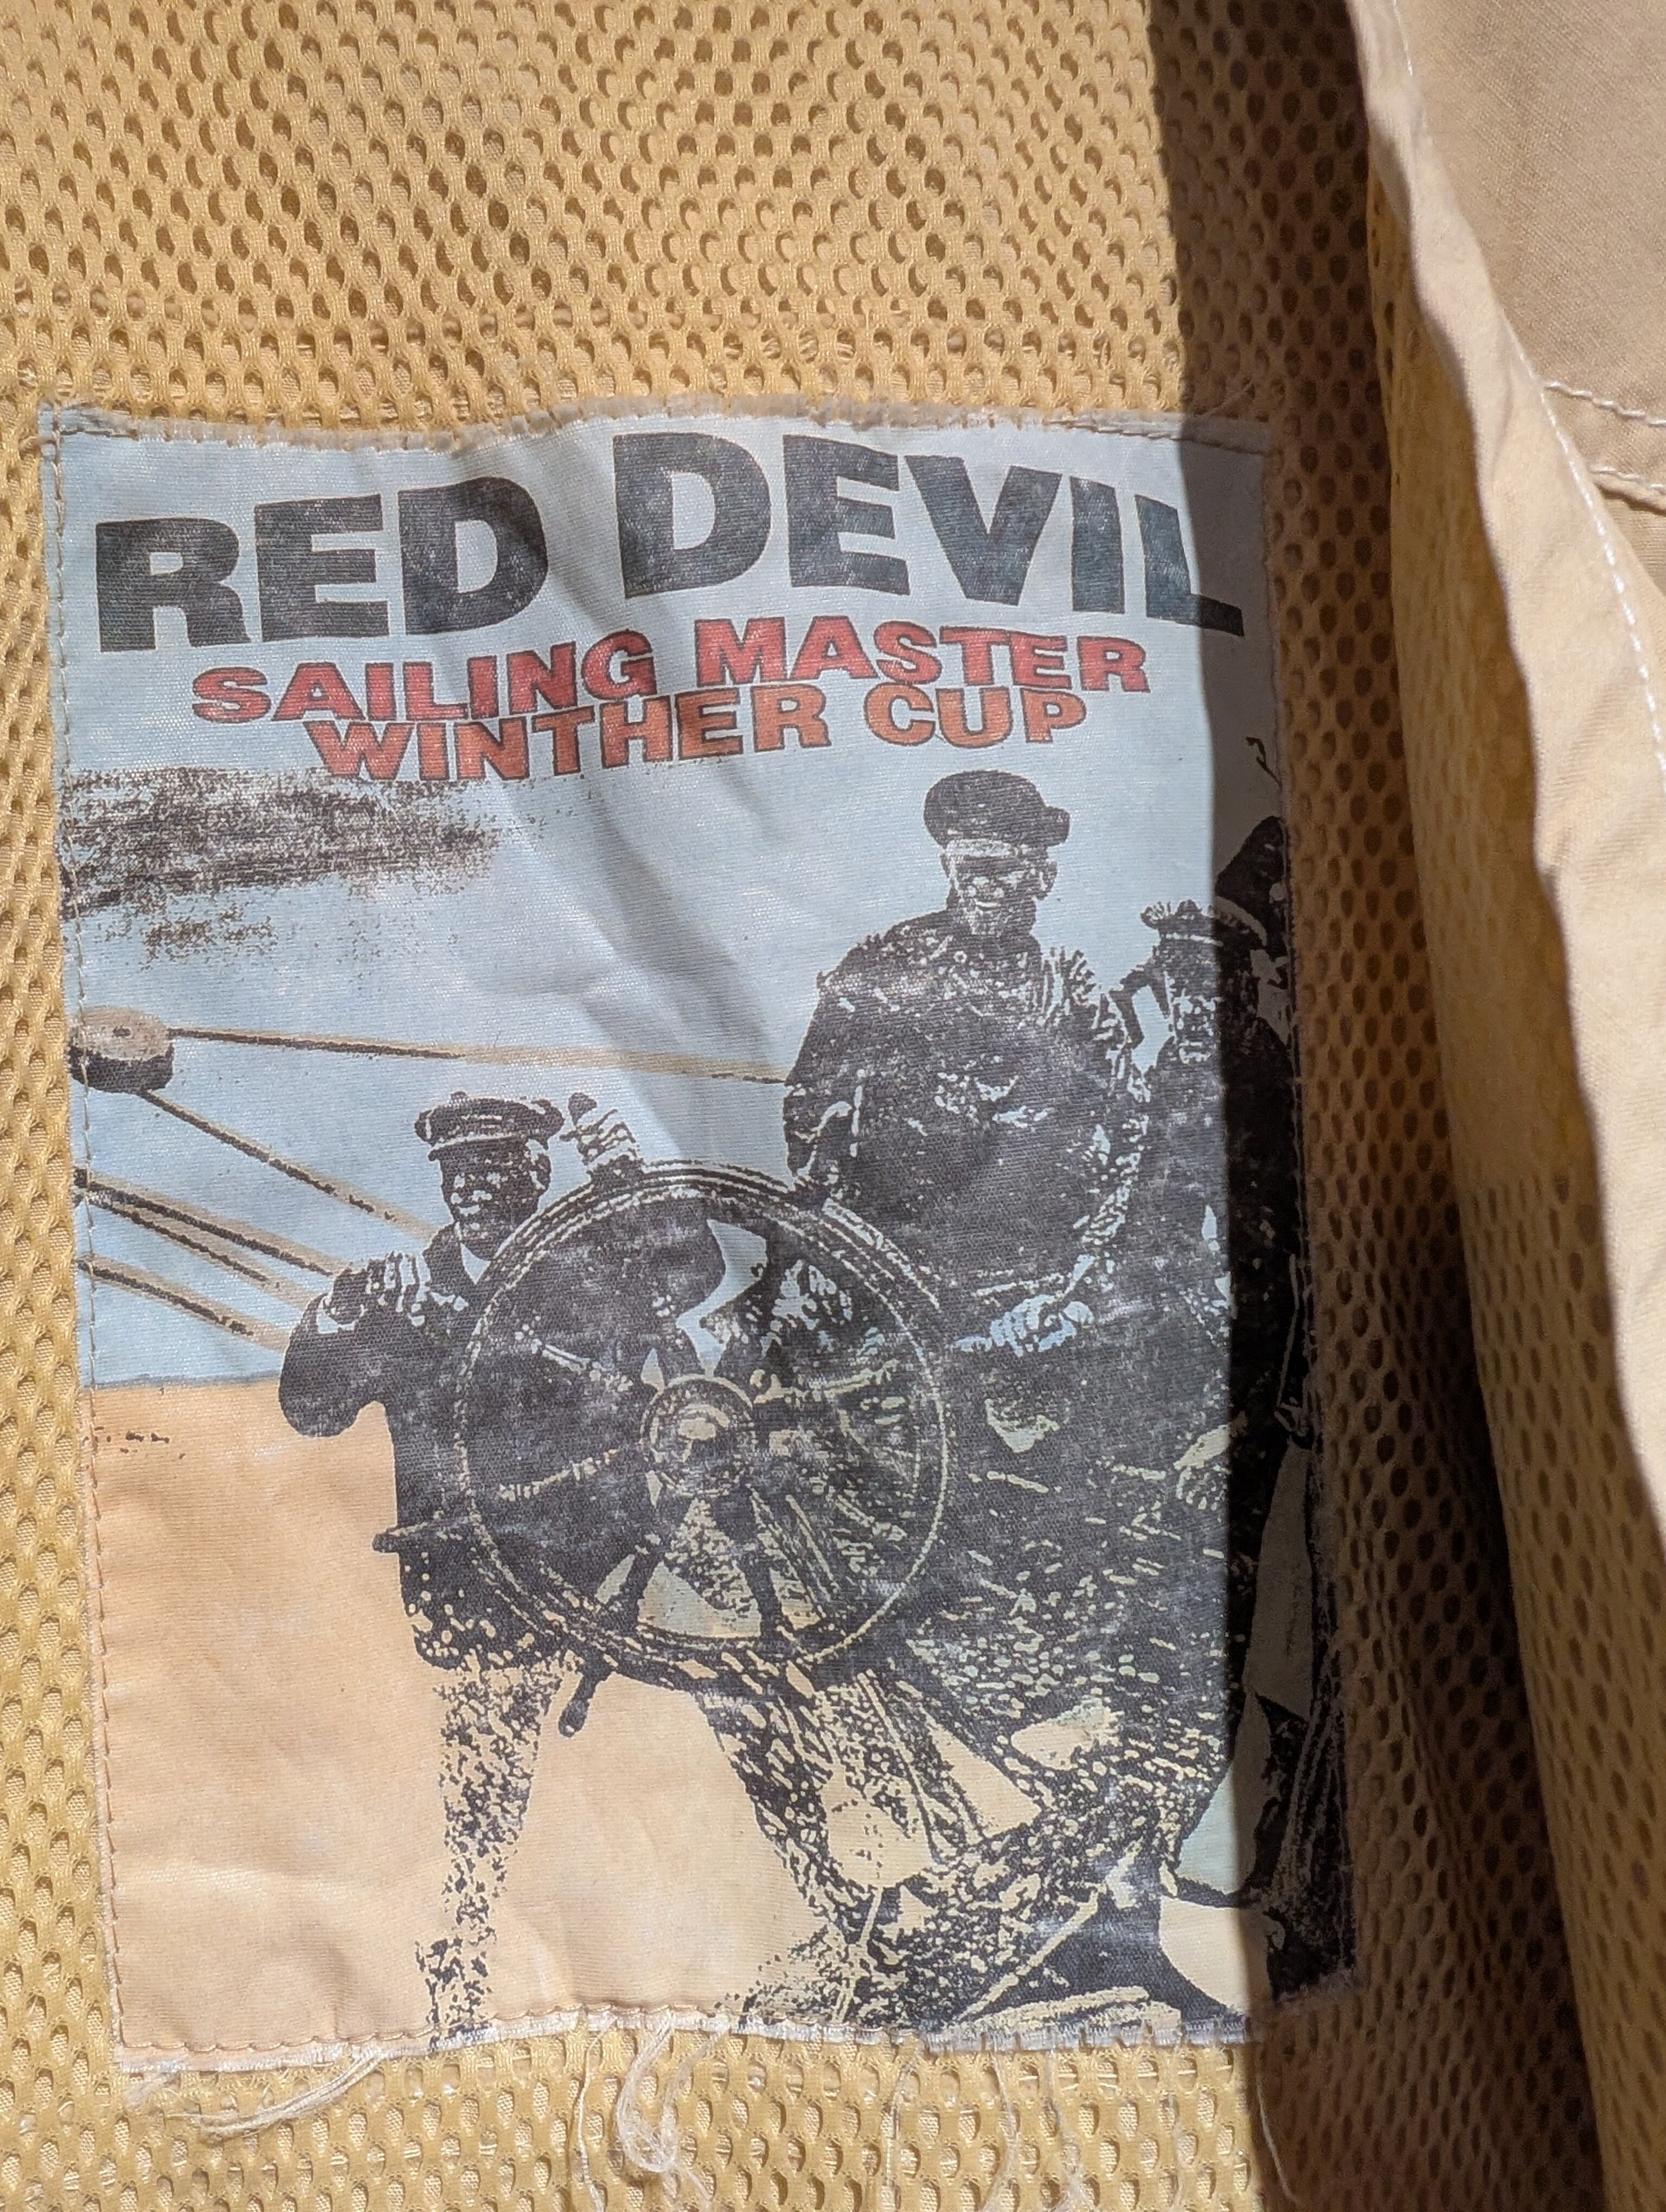 RED DEVIL
SAILING MASTER
WINTHER CUP